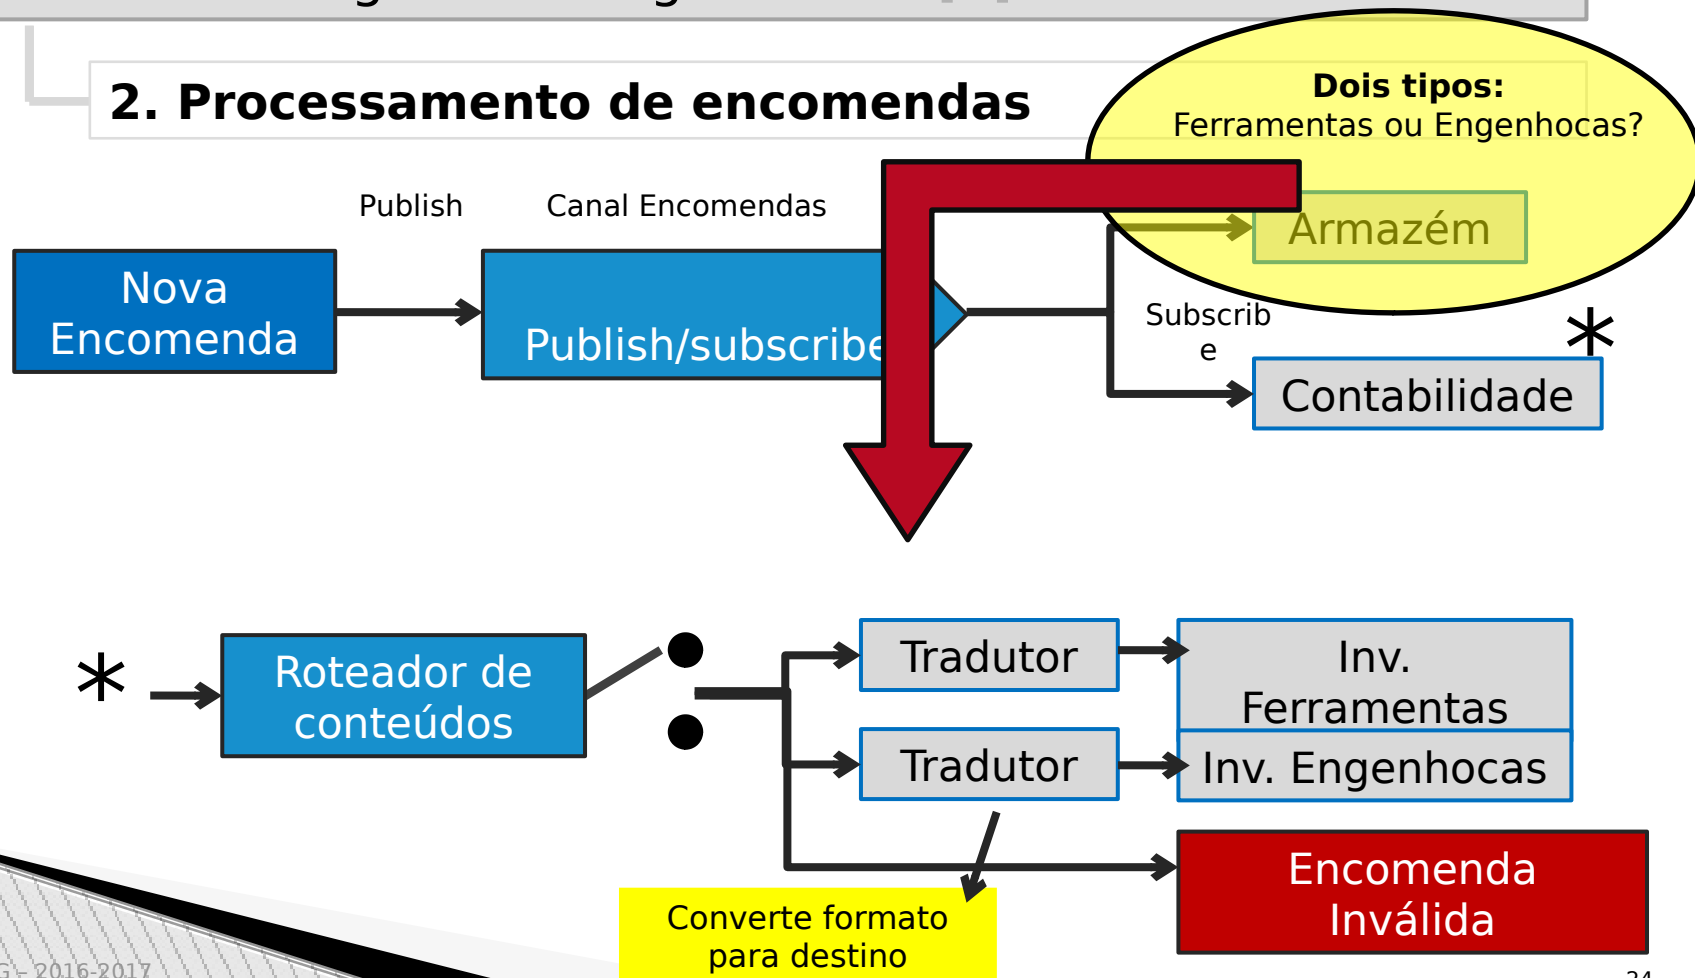 2. Processamento de encomendas
Dois tipos:
Ferramentas ou Engenhocas?
Publish
Canal Encomendas
Nova
Encomenda
Publish/subscribe
Armazém
Subscrib
e
*
Contabilidade
*
Roteador de
conteúdos
Tradutor
Inv.
Ferramentas
Tradutor
Inv. Engenhocas
Encomenda
Inválida
Converte formato
para destino
G – 2016-2017